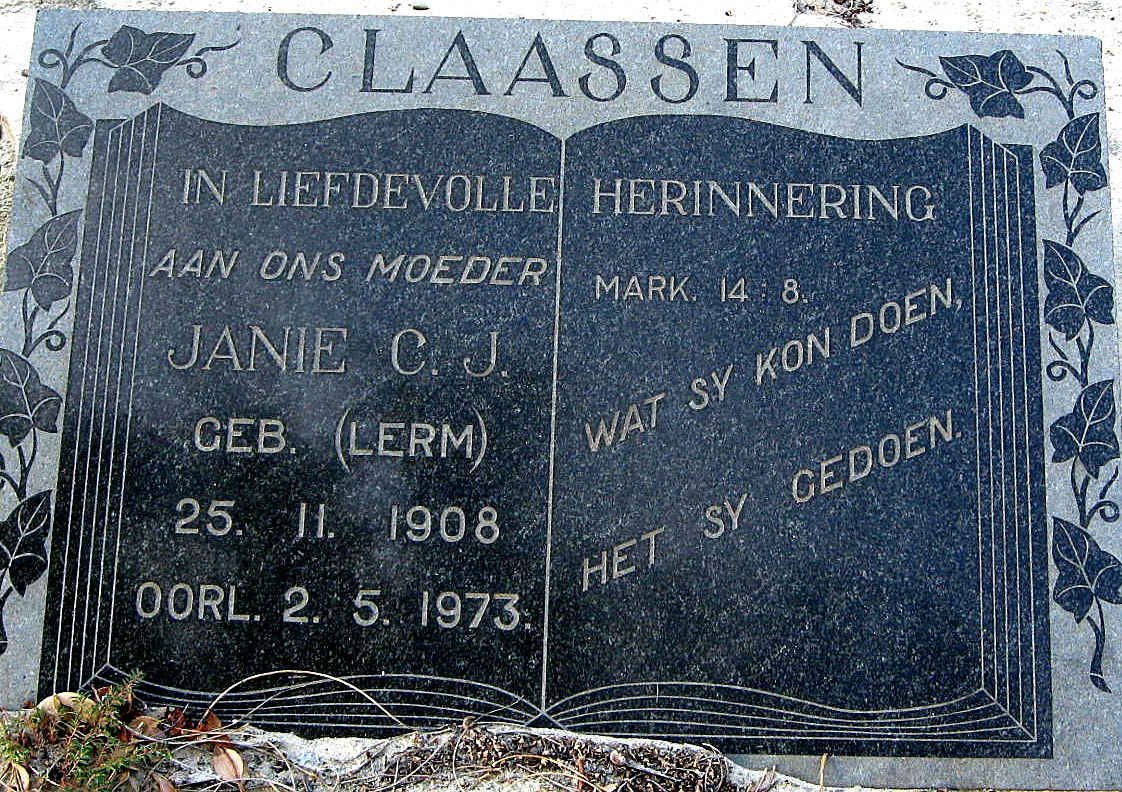 CLAASSEN
IN LIEFDEVOLLE HERINNERING
AAN ONS MOEDER
JANIE C. J.
GEB. (LERM)
25. 11. 1908
OORL. 2. 5. 1973.
MARK. 14 : 8.
WAT SY KON DOEN,
HET SY GEDOEN.